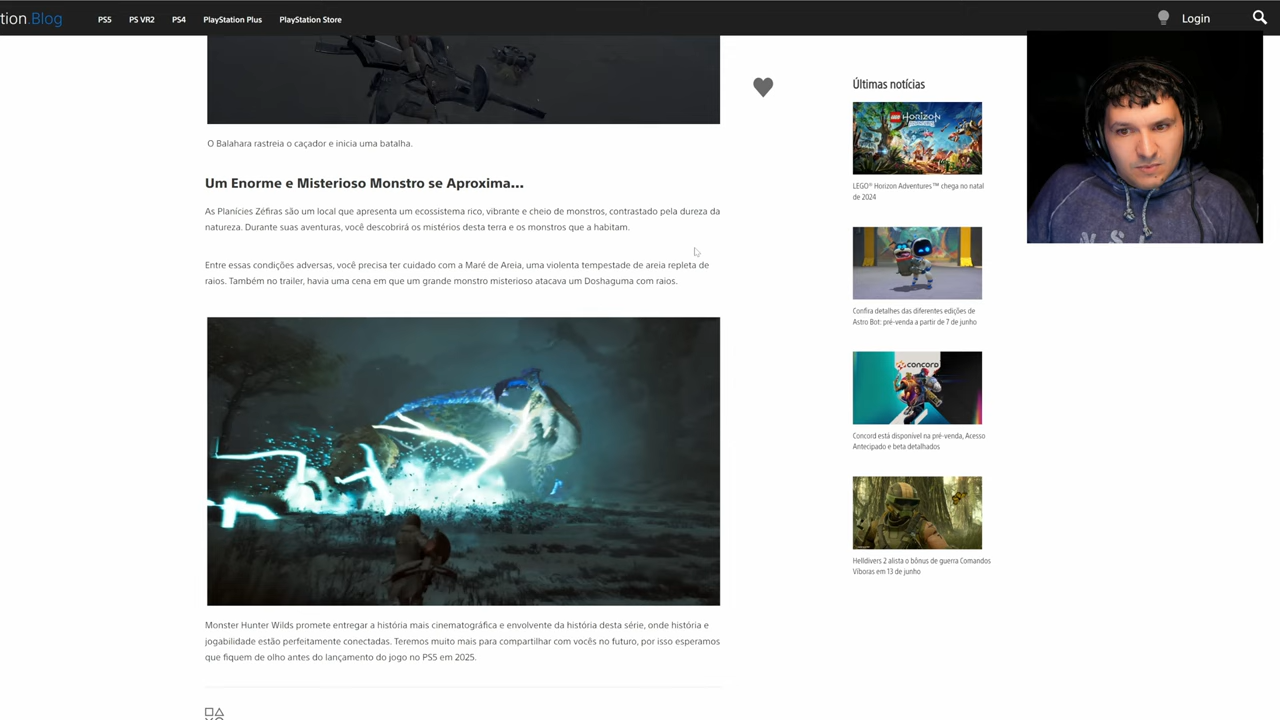 tion.Blog
PS5
PS VR2
PS4
PlayStation Plus
PlayStation Store
Login
O Balahara rastreia o caçador e inicia uma batalha.
Um Enorme e Misterioso Monstro se Aproxima...
As Planícies Zéfiras são um local que apresenta um ecossistema rico, vibrante e cheio de monstros, contrastado pela dureza da
natureza. Durante suas aventuras, você descobrirá os mistérios desta terra e os monstros que a habitam.
Entre essas condições adversas, você precisa ter cuidado com a Maré de Areia, uma violenta tempestade de areia repleta de
raios. Também no trailer, havia uma cena em que um grande monstro misterioso atacava um Doshaguma com raios.
Monster Hunter Wilds promete entregar a história mais cinematográfica e envolvente da história desta série, onde história e
jogabilidade estão perfeitamente conectadas. Teremos muito mais para compartilhar com vocês no futuro, por isso esperamos
que fiquem de olho antes do lançamento do jogo no PS5 em 2025.
Últimas notícias
LEGO
HORIZON
LEGO® Horizon Adventures™ chega no natal
de 2024
Confira detalhes das diferentes edições de
Astro Bot: pré-venda a partir de 7 de junho
CONCORD
Concord está disponível na pré-venda, Acesso
Antecipado e beta detalhados
Helldivers 2 alista o bônus de guerra Comandos
Víboras em 13 de junho